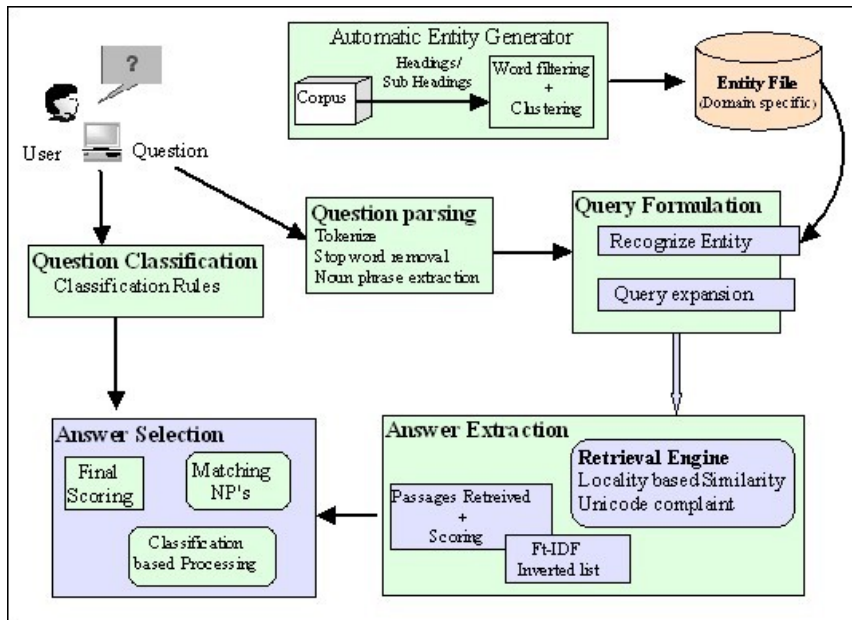 ?
User
Question
Automatic Entity Generator
Headings/
Sub Headings
Corpus
Word filtering
+
Clustering
Entity File
(Domain specific)
Question Classification
Classification Rules
Question parsing
Tokenize
Stop word removal
Noun phrase extraction
Query Formulation
Recognize Entity
Query expansion
Answer Selection
Final
Scoring
Matching
NP's
Classification
based Processing
Answer Extraction
Retrieval Engine
Locality based Similarity
Unicode complaint
Passages Retreived
+
Scoring
Ft-IDF
Inverted list